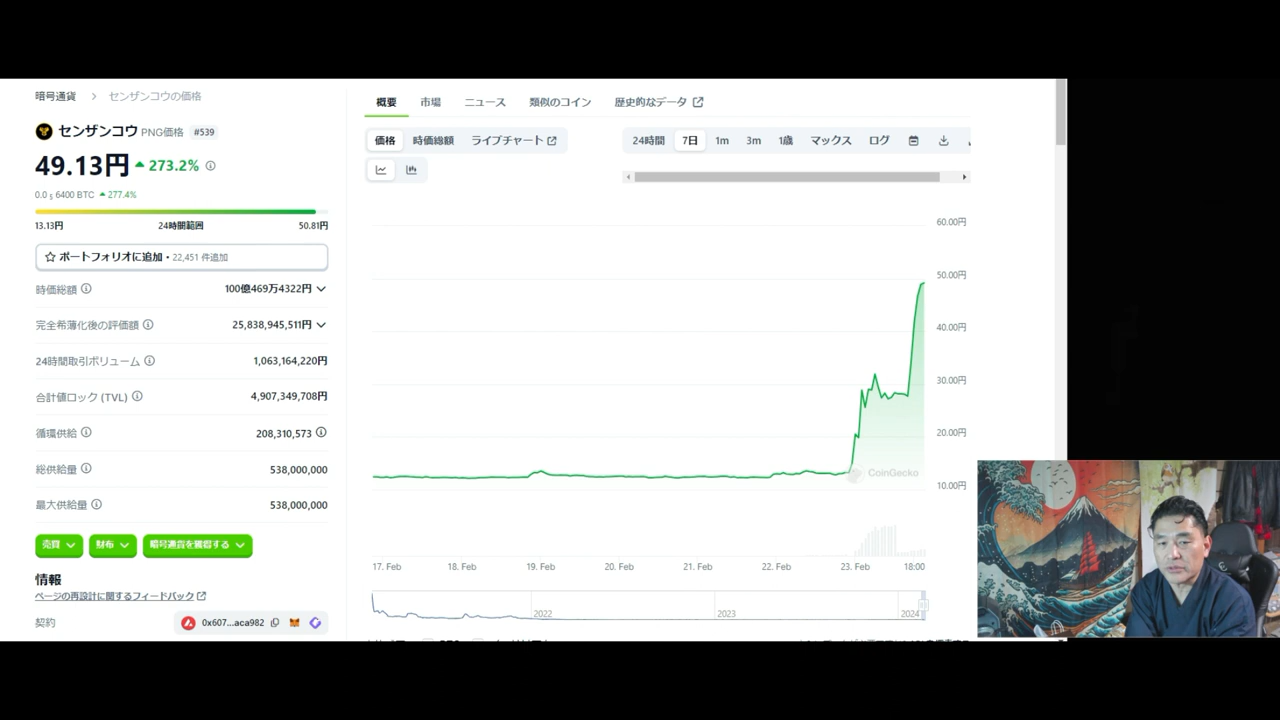 暗号通貨 > センザンコウの価格
センザンコウ PNG価格 #539
49.13円 273.2%
0.0 5 6400 BTC 277.4%
13.13円 24時間範囲 50.81円
ポートフォリオに追加・22,451 件追加
時価総額 100億469万4322円
完全希薄化後の評価額 25,838,945,511円
24時間取引ボリューム 1,063,164,220円
合計値ロック (TVL) 4,907,349,708円
循環供給 208,310,573
総供給量 538,000,000
最大供給量 538,000,000
売買 財布 暗号通貨を獲得する
情報
ページの再設計に関するフィードバック
契約 0x607...aca982
概要 市場 ニュース 類似のコイン 歴史的なデータ
価格 時価総額 ライブチャート 24時間 7日 1m 3m 1歳 マックス ログ
60.00円
50.00円
40.00円
30.00円
20.00円
10.00円
CoinGecko
17. Feb 18. Feb 19. Feb 20. Feb 21. Feb 22. Feb 23. Feb 18:00
2022 2023 2024